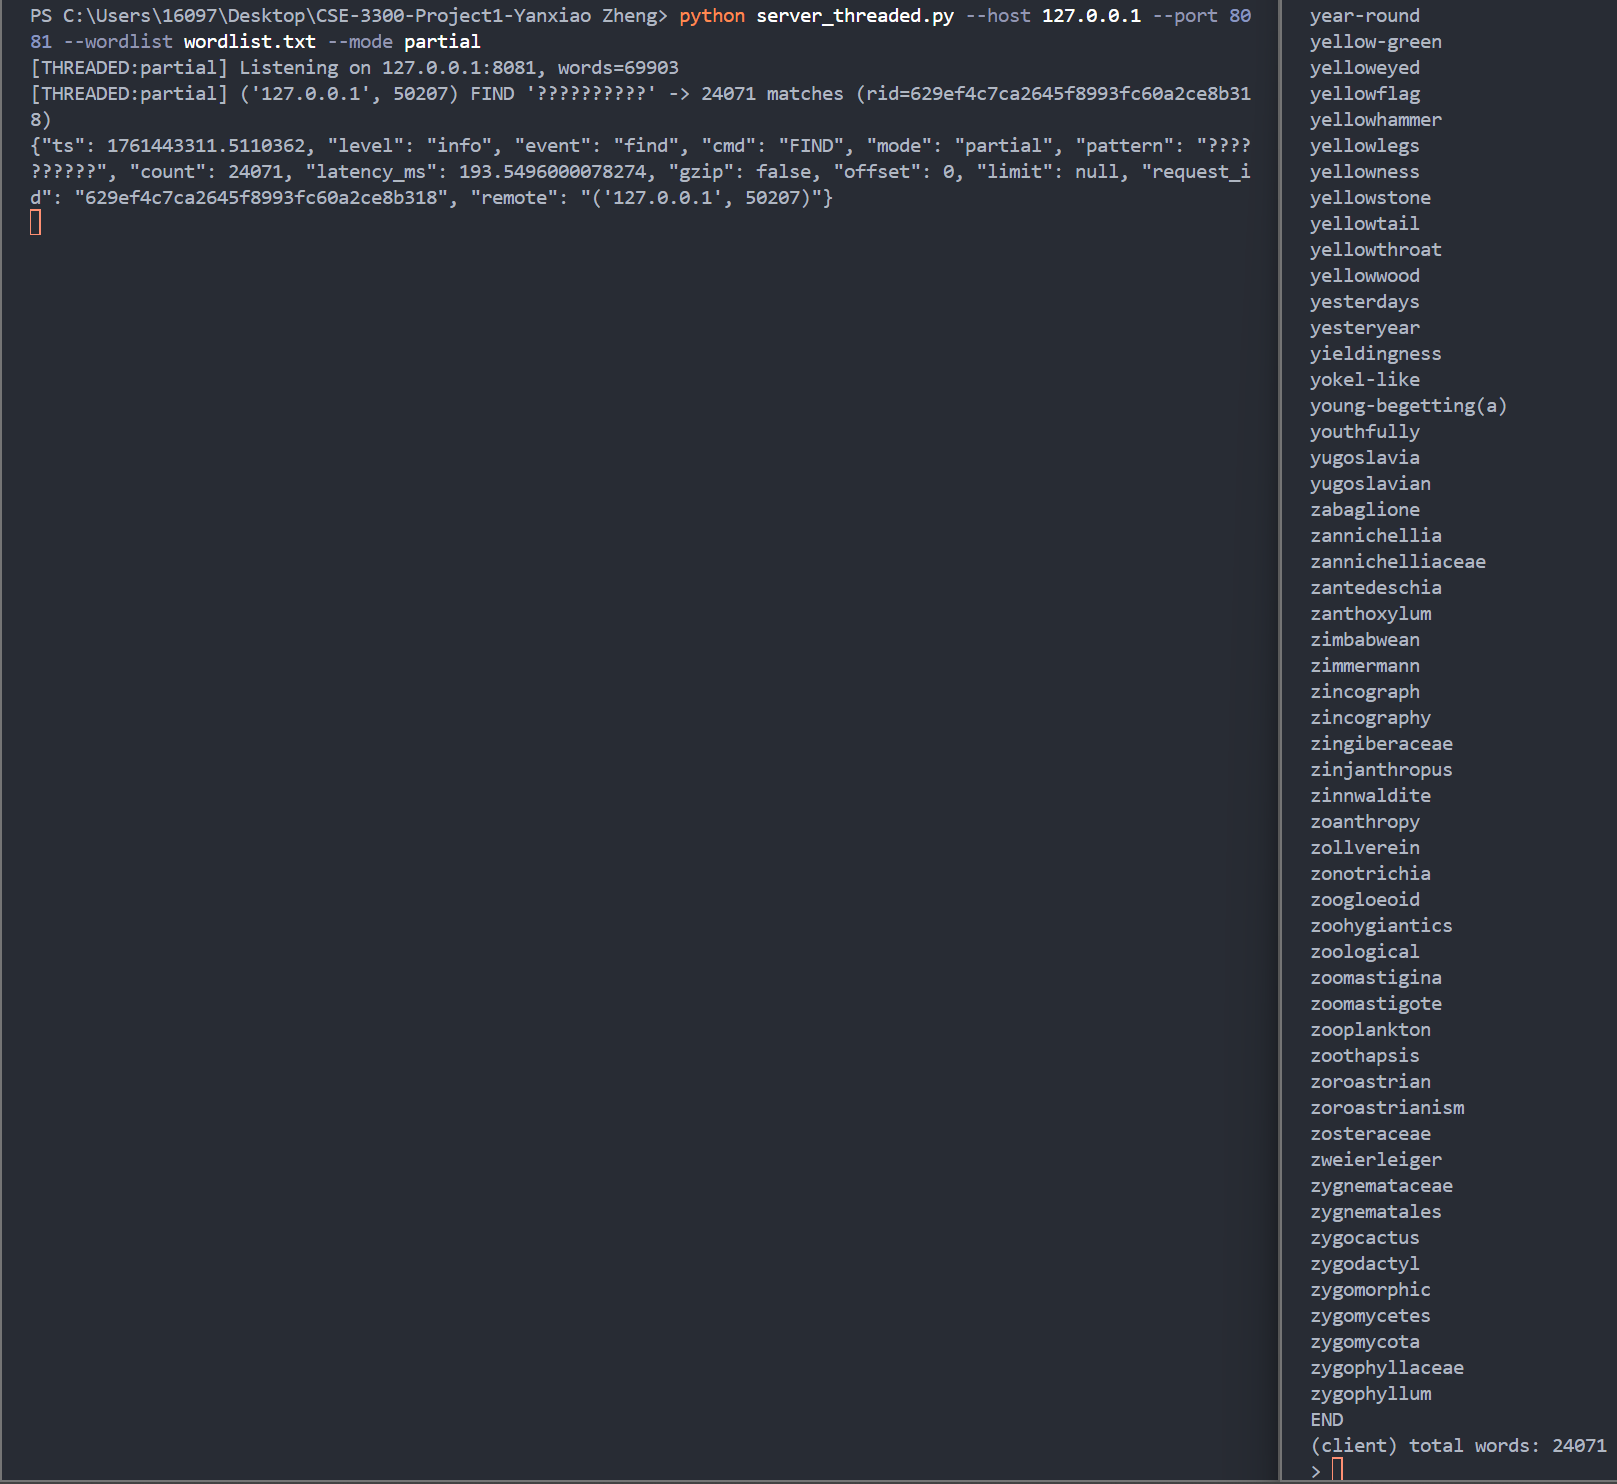 PS C:\Users\16097\Desktop\CSE-3300-Project1-Yanxiao Zheng> python server_threaded.py --host 127.0.0.1 --port 80
81 --wordlist wordlist.txt --mode partial
[THREADED:partial] Listening on 127.0.0.1:8081, words=69903
[THREADED:partial] ('127.0.0.1', 50207) FIND '??????????' -> 24071 matches (rid=629ef4c7ca2645f8993fc60a2ce8b31
8)
{"ts": 1761443311.5110362, "level": "info", "event": "find", "cmd": "FIND", "mode": "partial", "pattern": "????
??????", "count": 24071, "latency_ms": 193.5496000078274, "gzip": false, "offset": 0, "limit": null, "request_i
d": "629ef4c7ca2645f8993fc60a2ce8b318", "remote": "('127.0.0.1', 50207)"}
year-round
yellow-green
yelloweyed
yellowflag
yellowhammer
yellowlegs
yellowness
yellowstone
yellowtail
yellowthroat
yellowwood
yesterdays
yesteryear
yieldingness
yokel-like
young-begetting(a)
youthfully
yugoslavia
yugoslavian
zabaglione
zannichellia
zannichelliaceae
zantedeschia
zanthoxylum
zimbabwean
zimmermann
zincograph
zincography
zingiberaceae
zinjanthropus
zinnwaldite
zoanthropy
zollverein
zonotrichia
zoogloeoid
zoohygiantics
zoological
zoomastigina
zoomastigote
zooplankton
zoothapsis
zoroastrian
zoroastrianism
zosteraceae
zweierleiger
zygnemataceae
zygnematales
zygocactus
zygodactyl
zygomorphic
zygomycetes
zygomycota
zygophyllaceae
zygophyllum
END
(client) total words: 24071
>